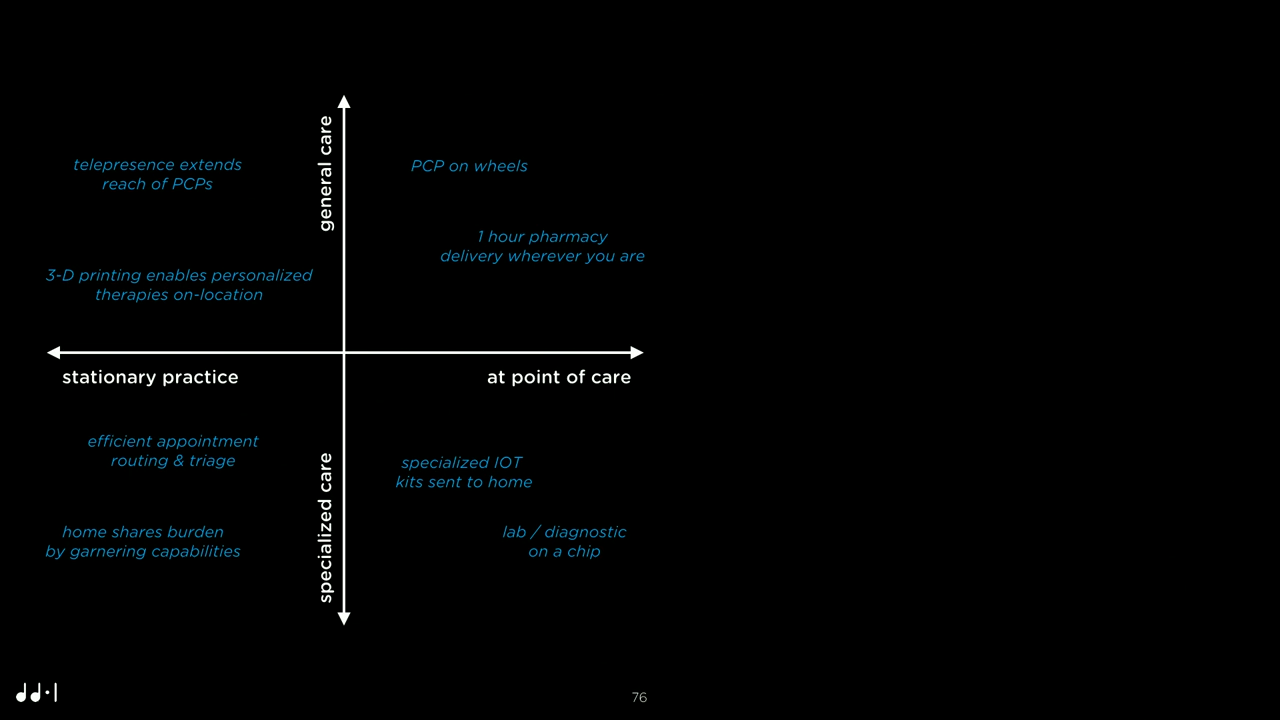 general care
telepresence extends
reach of PCPs
PCP on wheels
1 hour pharmacy
delivery wherever you are
3-D printing enables personalized
therapies on-location
stationary practice
at point of care
efficient appointment
routing & triage
specialized care
specialized IOT
kits sent to home
home shares burden
by garnering capabilities
lab / diagnostic
on a chip
76